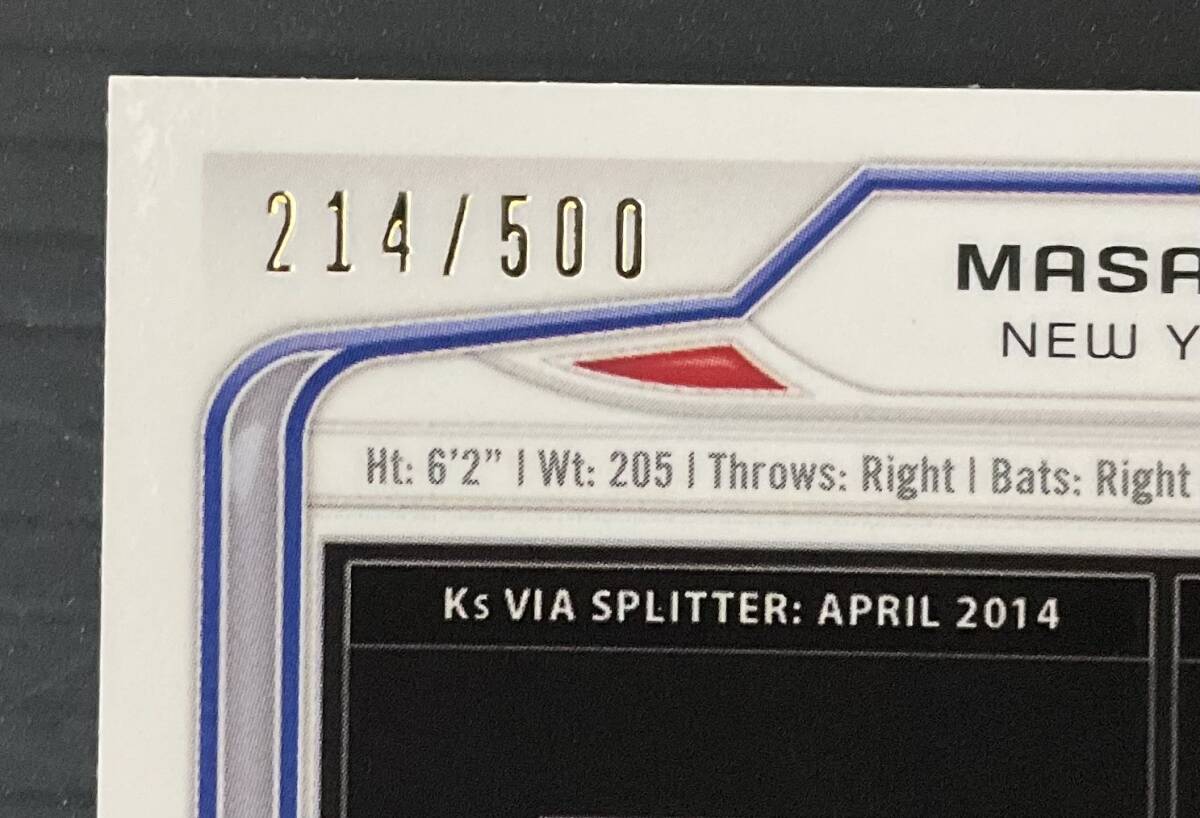 214/500
MASA
NEW Y
Ht: 6'2” | Wt: 205 | Throws: Right | Bats: Right
Ks VIA SPLITTER: APRIL 2014